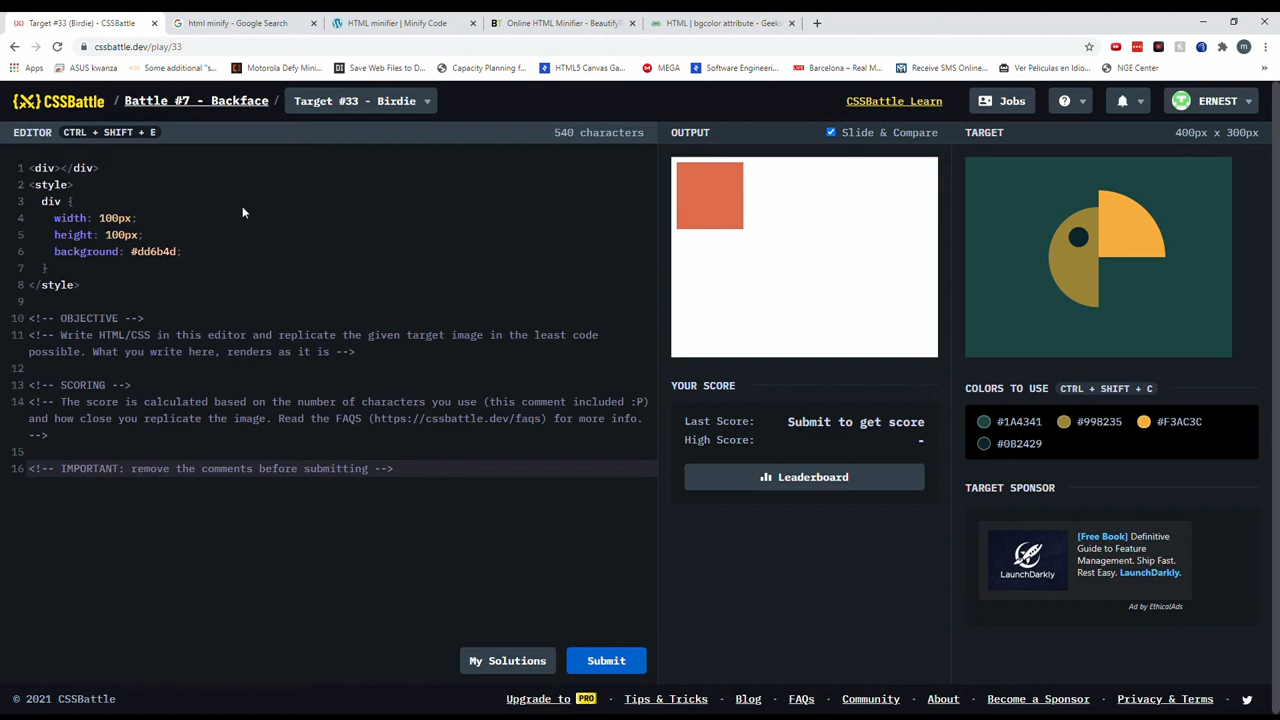 Target #33 (Birdie) - CSSBattle
html minify - Google Search
HTML minifier | Minify Code
Online HTML Minifier - BeautifyT
HTML | bgcolor attribute - Geeks
cssbattle.dev/play/33
Apps
ASUS kwanza
Some additional "s...
Motorola Defy Mini...
Save Web Files to D...
Capacity Planning f...
HTML5 Canvas Ga...
MEGA
Software Engineeri...
Barcelona – Real M...
Receive SMS Online...
Ver Peliculas en Idio...
NGE Center
CSSBATTLE / Battle #7 - Backface / Target #33 - Birdie
CSSBattle Learn
Jobs
ERNEST
EDITOR CTRL + SHIFT + E 540 characters
OUTPUT Slide & Compare
TARGET 400px x 300px
1 <div></div>
2 <style>
3 div {
4 width: 100px;
5 height: 100px;
6 background: #dd6b4d;
7 }
8 </style>
9
10 <!-- OBJECTIVE -->
11 <!-- Write HTML/CSS in this editor and replicate the given target image in the least code
possible. What you write here, renders as it is -->
12
13 <!-- SCORING -->
14 <!-- The score is calculated based on the number of characters you use (this comment included :P)
and how close you replicate the image. Read the FAQS (https://cssbattle.dev/faqs) for more info.
-->
15
16 <!-- IMPORTANT: remove the comments before submitting -->
YOUR SCORE
Last Score: Submit to get score
High Score: -
Leaderboard
COLORS TO USE CTRL + SHIFT + C
#1A4341 #998235 #F3AC3C
#0B2429
TARGET SPONSOR
LaunchDarkly
[Free Book] Definitive
Guide to Feature
Management. Ship Fast.
Rest Easy. LaunchDarkly.
Ad by EthicalAds
My Solutions
Submit
© 2021 CSSBattle
Upgrade to PRO
Tips & Tricks
Blog
FAQs
Community
About
Become a Sponsor
Privacy & Terms